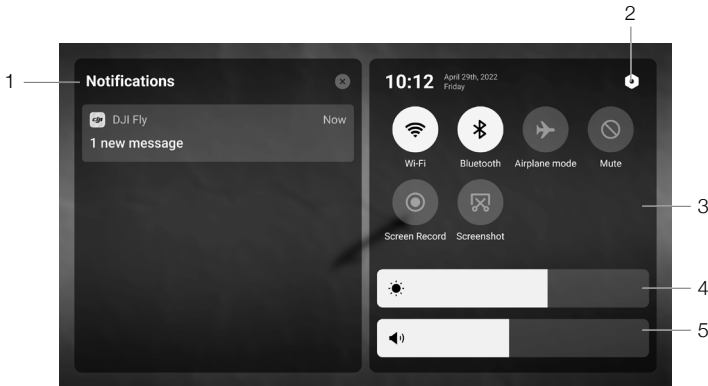 2
1
Notifications
10:12
April 29th, 2022
Friday
dji
DJI Fly
Now
1 new message
Wi-Fi
Bluetooth
Airplane mode
Mute
3
Screen Record
Screenshot
4
5